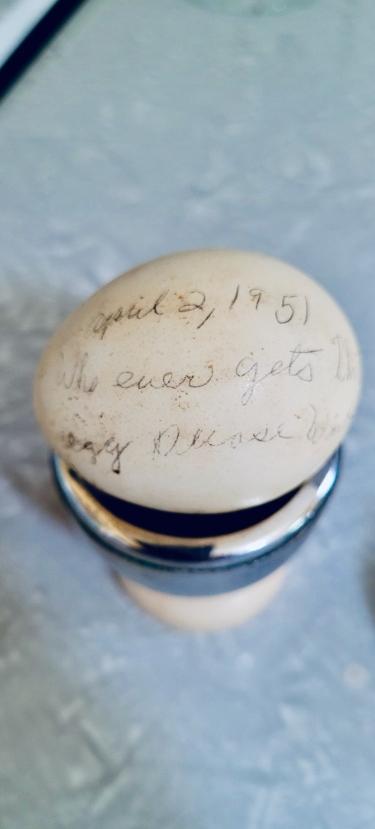 April 2, 1951
Who ever gets
egg Please